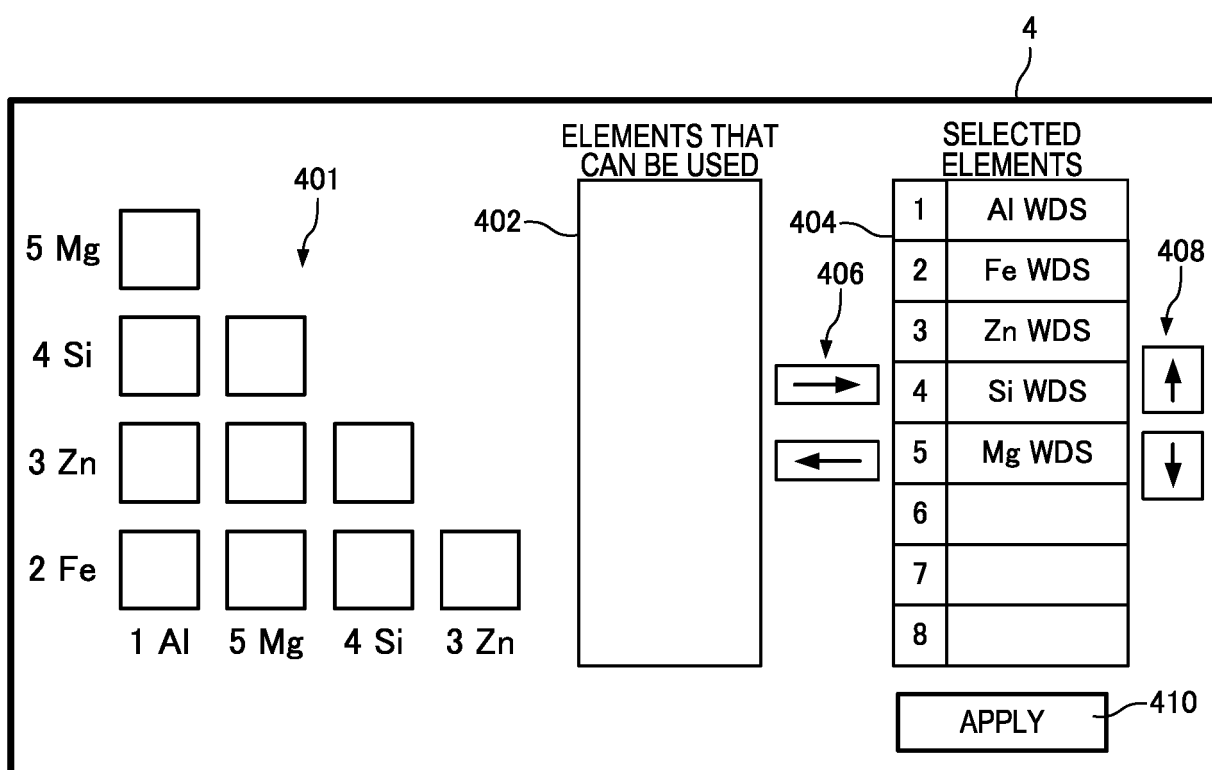 4
ELEMENTS THAT
CAN BE USED
SELECTED
ELEMENTS
401
402
404
406
408
5 Mg
4 Si
3 Zn
2 Fe
1 Al 5 Mg 4 Si 3 Zn
1 Al WDS
2 Fe WDS
3 Zn WDS
4 Si WDS
5 Mg WDS
6
7
8
APPLY
410